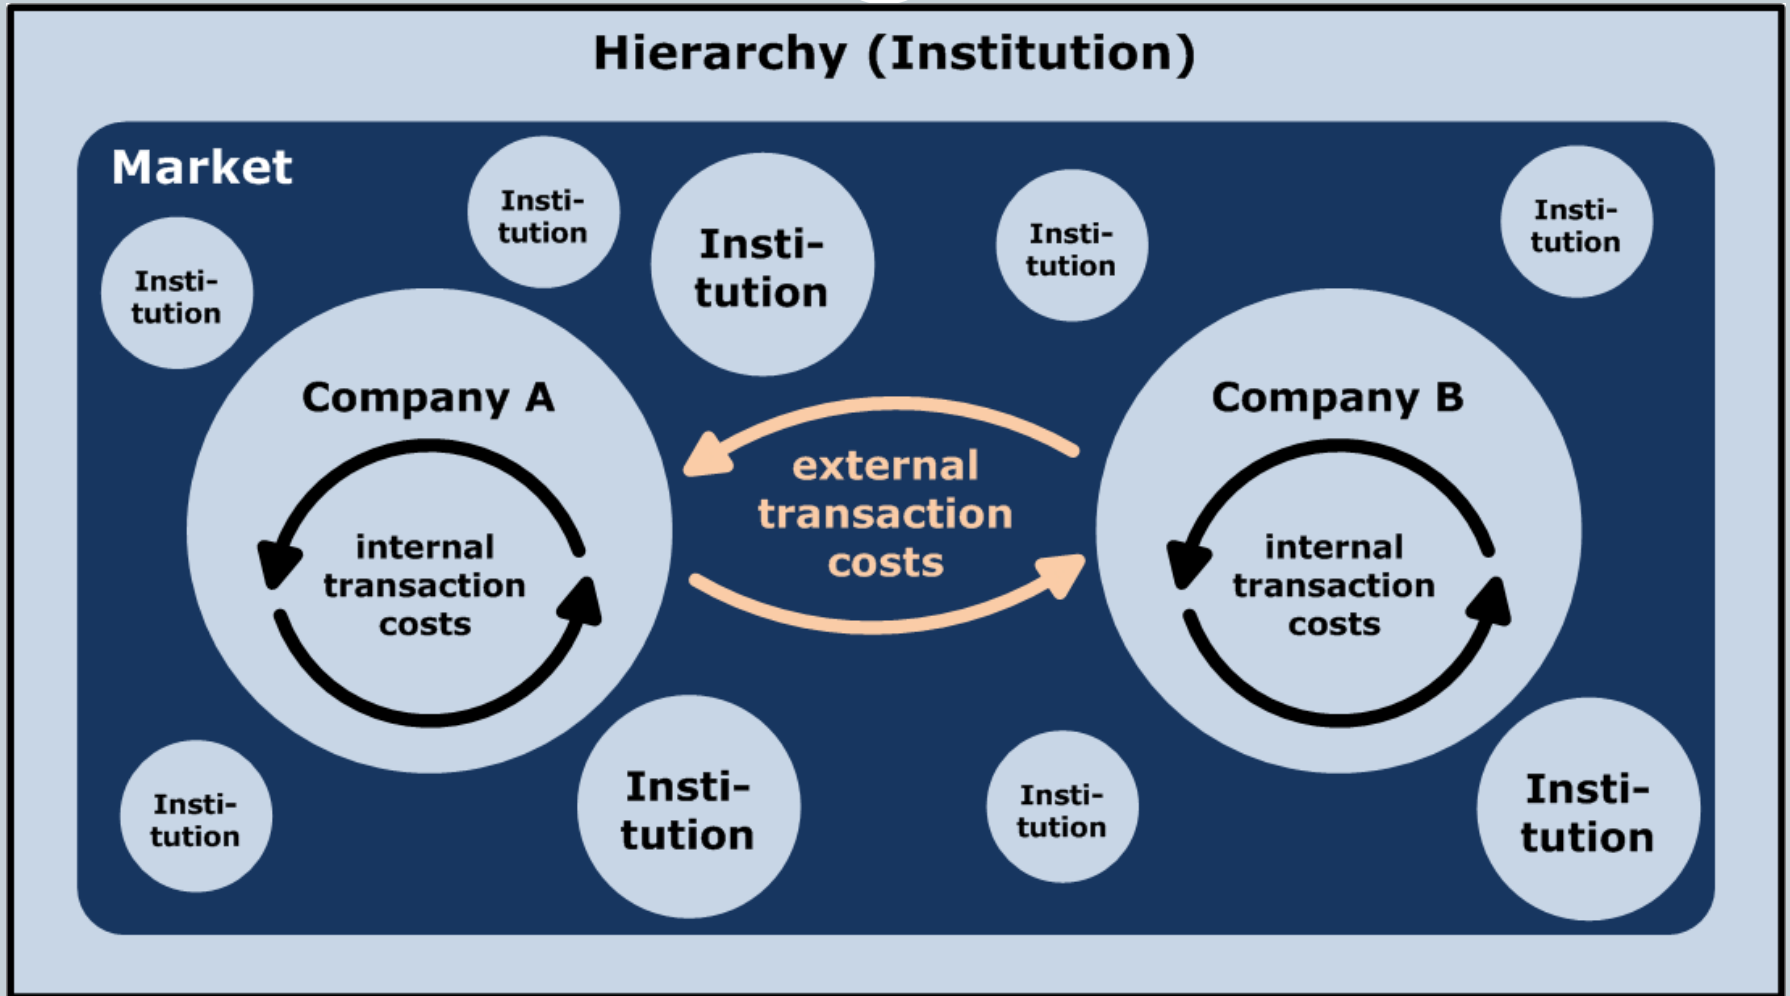 Hierarchy (Institution)
Market
Insti-
tution
Insti-
tution
Insti-
tution
Insti-
tution
Insti-
tution
Company A
internal
transaction
costs
external
transaction
costs
Company B
internal
transaction
costs
Insti-
tution
Insti-
tution
Insti-
tution
Insti-
tution